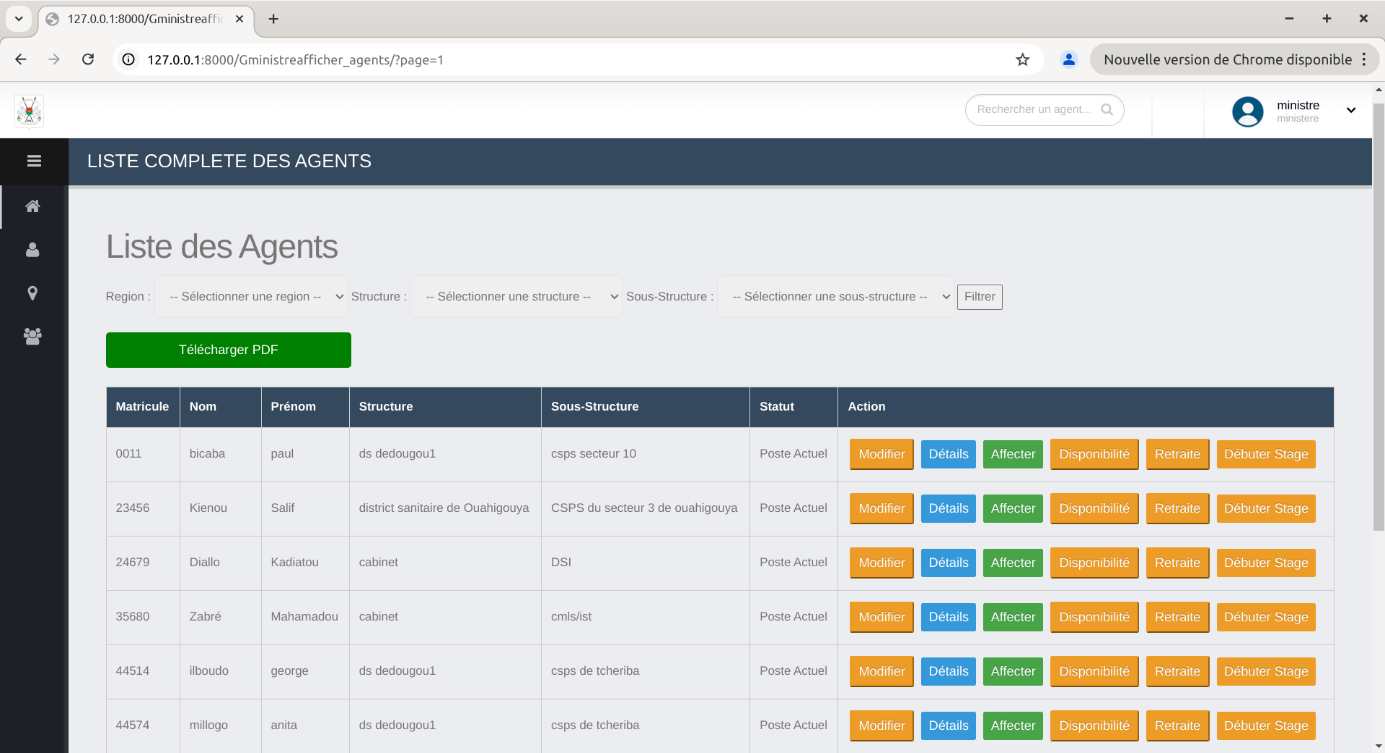 127.0.0.1:8000/Gministreaffic
127.0.0.1:8000/Gministreafficher_agents/?page=1
Nouvelle version de Chrome disponible
Rechercher un agent...
ministre
ministere
LISTE COMPLETE DES AGENTS
Liste des Agents
Region : -- Sélectionner une region -- Structure : -- Sélectionner une structure -- Sous-Structure : -- Sélectionner une sous-structure -- Filtrer
Télécharger PDF
Matricule Nom Prénom Structure Sous-Structure Statut Action
0011 bicaba paul ds dedougou1 csps secteur 10 Poste Actuel Modifier Détails Affecter Disponibilité Retraite Débuter Stage
23456 Kienou Salif district sanitaire de Ouahigouya CSPS du secteur 3 de ouahigouya Poste Actuel Modifier Détails Affecter Disponibilité Retraite Débuter Stage
24679 Diallo Kadiatou cabinet DSI Poste Actuel Modifier Détails Affecter Disponibilité Retraite Débuter Stage
35680 Zabré Mahamadou cabinet cmls/ist Poste Actuel Modifier Détails Affecter Disponibilité Retraite Débuter Stage
44514 ilboudo george ds dedougou1 csps de tcheriba Poste Actuel Modifier Détails Affecter Disponibilité Retraite Débuter Stage
44574 millogo anita ds dedougou1 csps de tcheriba Poste Actuel Modifier Détails Affecter Disponibilité Retraite Débuter Stage